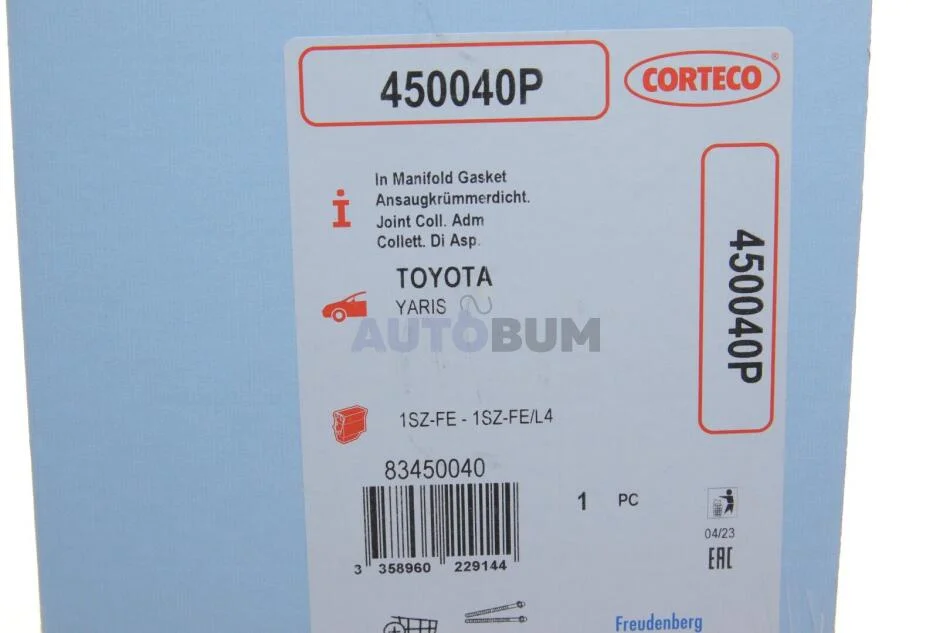 450040P
CORTECO®
In Manifold Gasket
Ansaugkrümmerdicht.
Joint Coll. Adm
Collett. Di Asp.
TOYOTA
YARIS
AUTOBUM
450040P
1SZ-FE - 1SZ-FE/L4
83450040
1 PC
3 358960 229144
04/23
EAC
Freudenberg